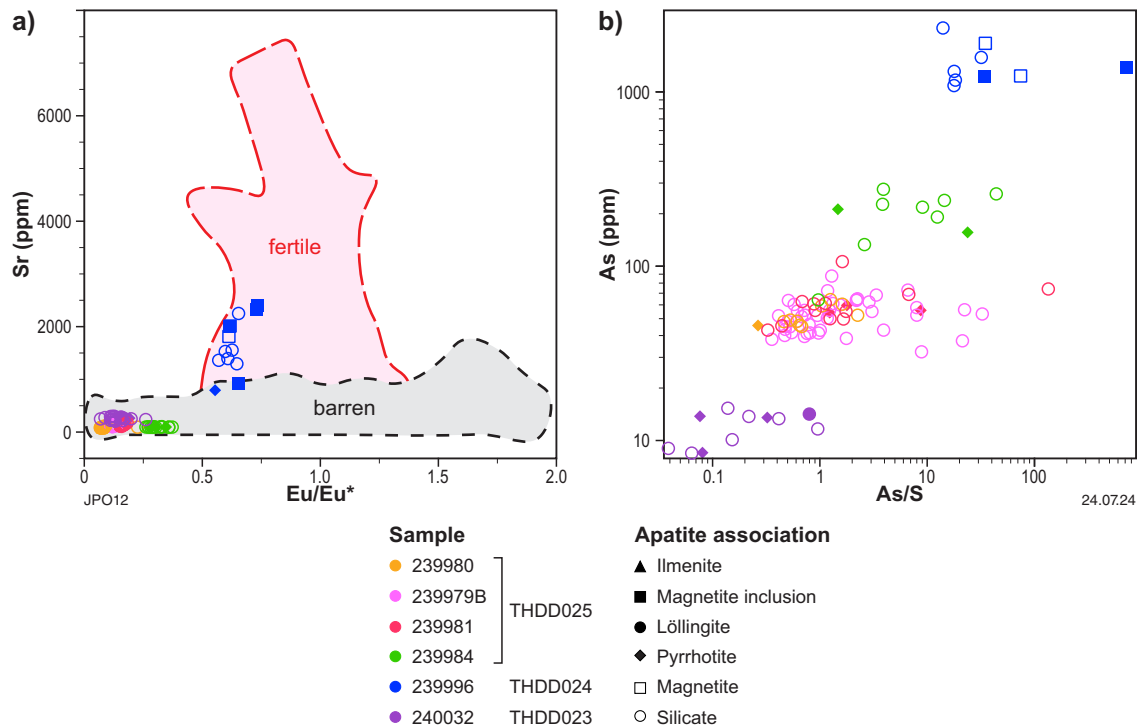 a)
6000
4000
2000
0
Sr (ppm)
fertile
barren
0
0.5
1.0
1.5
2.0
Eu/Eu*
JPO12
b)
1000
100
10
As (ppm)
0.1
1
10
100
As/S
24.07.24
Sample
239980
239979B
239981
239984
THDD025
239996 THDD024
240032 THDD023
Apatite association
Ilmenite
Magnetite inclusion
Löllingite
Pyrrhotite
Magnetite
Silicate